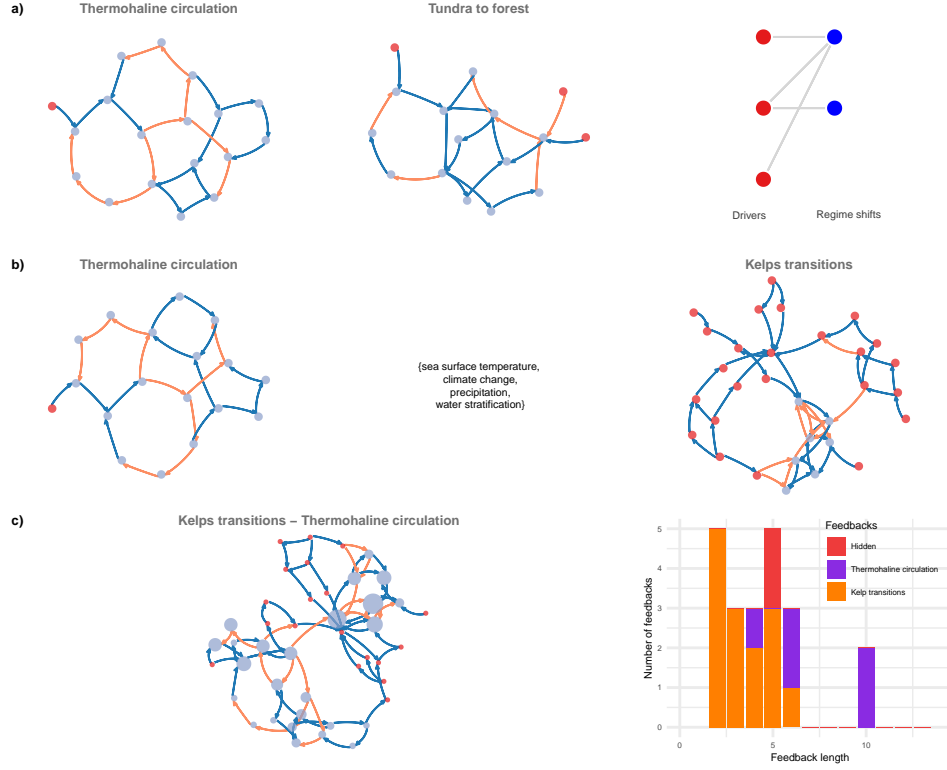 a)
Thermohaline circulation
Tundra to forest
Drivers
Regime shifts
b)
Thermohaline circulation
Kelps transitions
{sea surface temperature,
climate change,
precipitation,
water stratification}
c)
Kelps transitions – Thermohaline circulation
Feedbacks
Hidden
Thermohaline circulation
Kelp transitions
Number of feedbacks
5
4
3
2
1
0
0
5
10
Feedback length